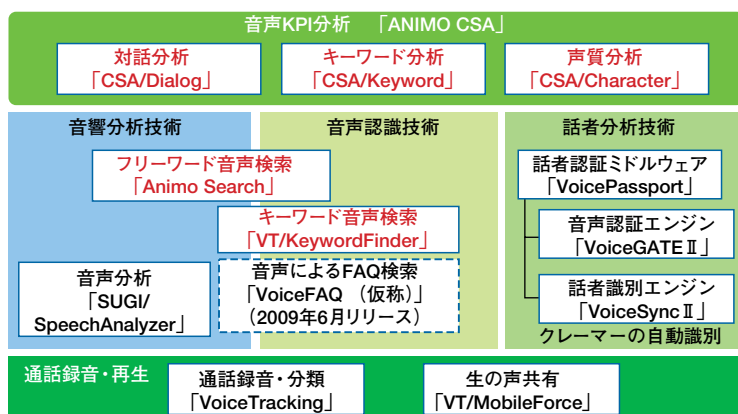 音声KPI分析 「ANIMO CSA」
対話分析
「CSA/Dialog」
キーワード分析
「CSA/Keyword」
声質分析
「CSA/Character」
音響分析技術
音声認識技術
話者分析技術
フリーワード音声検索
「Animo Search」
キーワード音声検索
「VT/KeywordFinder」
音声によるFAQ検索
「VoiceFAQ （仮称）」
（2009年6月リリース）
音声分析
「SUGI/
SpeechAnalyzer」
話者認証ミドルウェア
「VoicePassport」
音声認証エンジン
「VoiceGATEⅡ」
話者識別エンジン
「VoiceSyncⅡ」
クレーマーの自動識別
通話録音・再生
通話録音・分類
「VoiceTracking」
生の声共有
「VT/MobileForce」